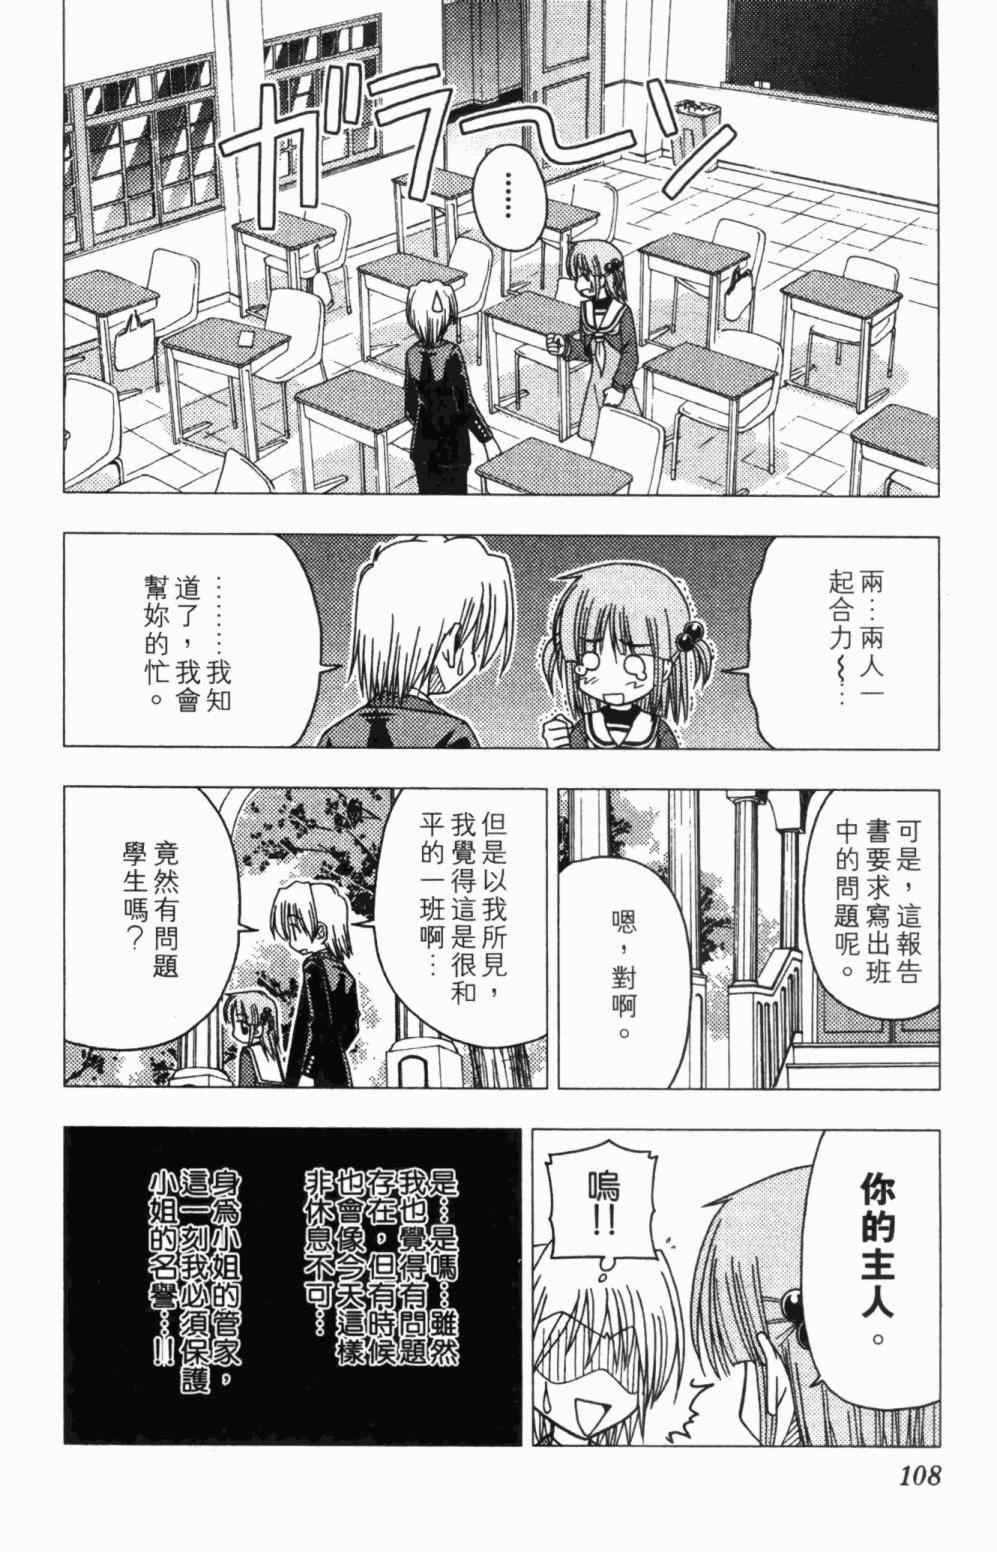 ガラ～ン
……
兩…兩人一
起合力～…
………我知
道了，我會
幫妳的忙。
可是，這報告
書要求寫出班
中的問題呢。
嗯，對啊。
但是以我所見，
我覺得這是很和
平的一班啊…
竟然有問題
學生嗎？
你的主人。
嗚!!
是…是嗎…雖然
我也覺得有問題
存在，但有時候
也會像今天這樣
非休息不可…
身為小姐的管家，
這一刻我必須保護
小姐的名譽…!!
108